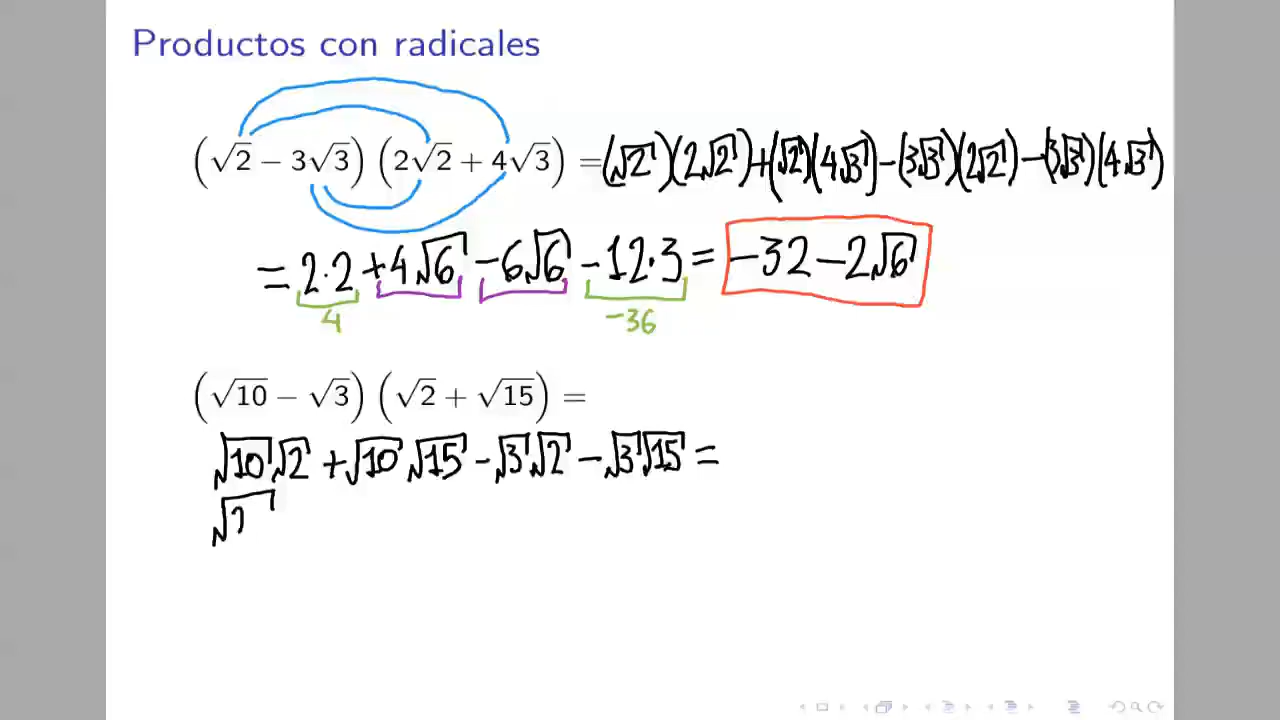 Productos con radicales
(√2 − 3√3) (2√2 + 4√3) = (√2)(2√2) + (√2)(4√3) − (3√3)(2√2) − (3√3)(4√3)
= 2·2 + 4√6 − 6√6 − 12·3 = −32 − 2√6
4 −36
(√10 − √3) (√2 + √15) =
√10 √2 + √10 √15 − √3 √2 − √3 √15 =